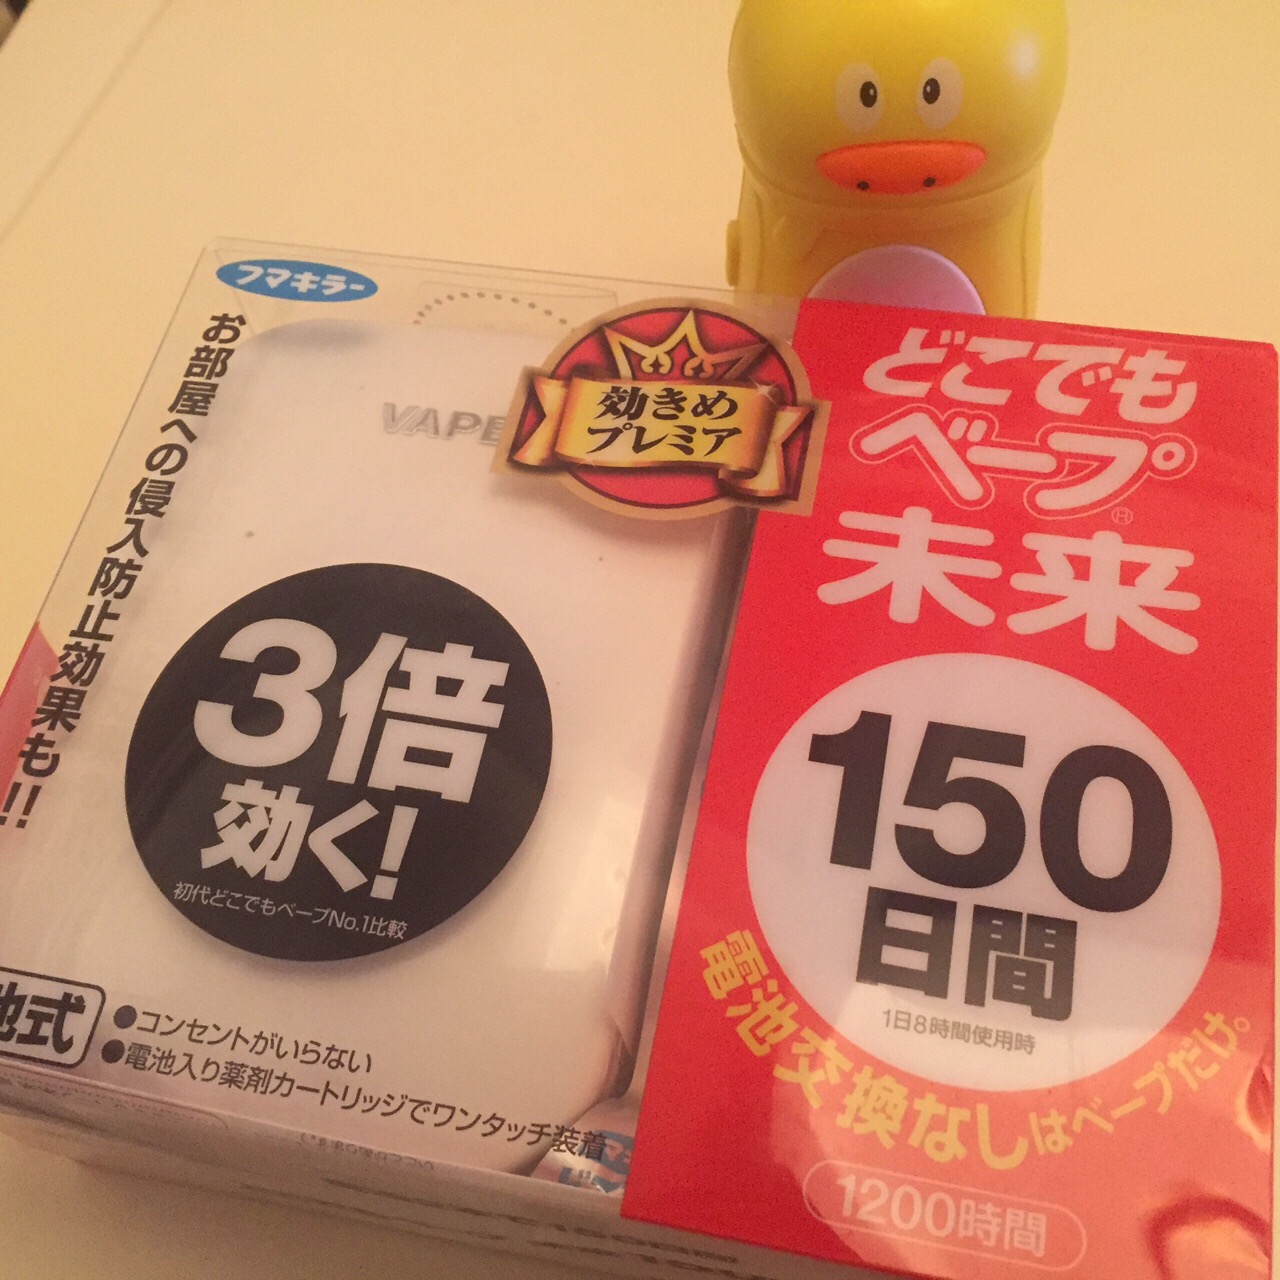 フマキラー
お部屋への侵入防止効果も!!
VAPE
効きめ
プレミア
3倍
効く!
初代どこでもベープNo.1比較
池式
●コンセントがいらない
●電池入り薬剤カートリッジでワンタッチ装着
どこでも
ベープ®
未来
150
日間
1日8時間使用時
電池交換なしはベープだけ。
1200時間